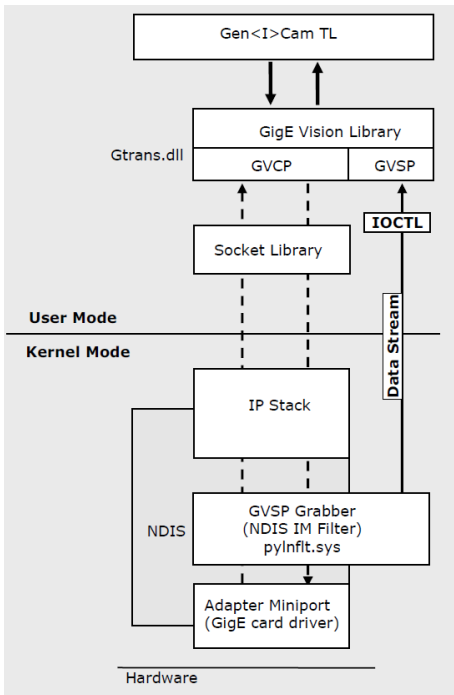 Gen<I>Cam TL
GigE Vision Library
Gtrans.dll
GVCP
GVSP
IOCTL
Socket Library
Data Stream
User Mode
Kernel Mode
IP Stack
NDIS
GVSP Grabber
(NDIS IM Filter)
pylnflt.sys
Adapter Miniport
(GigE card driver)
Hardware